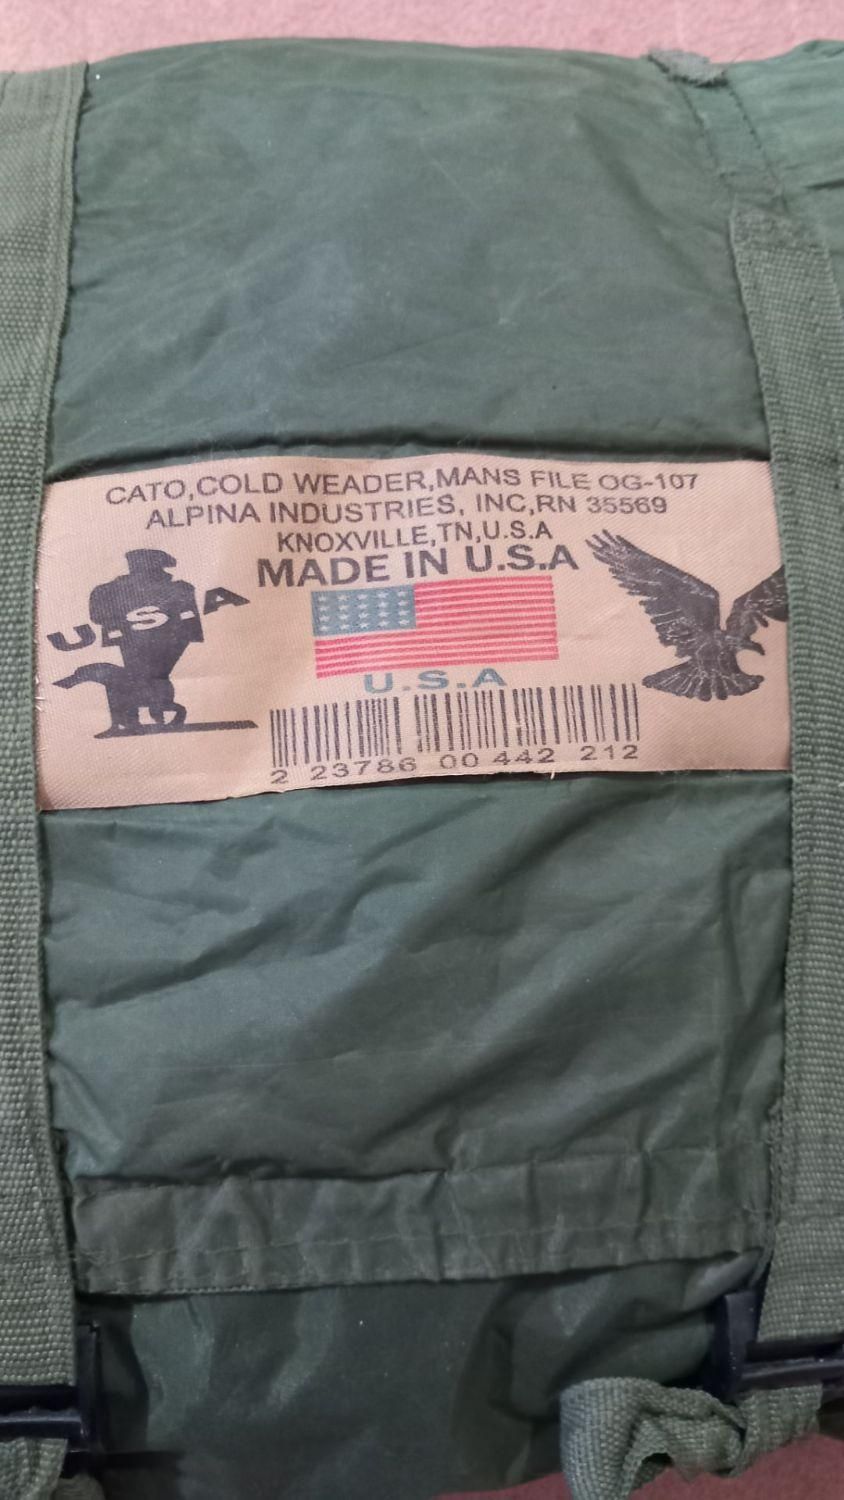 CATO,COLD WEADER,MANS FILE OG-107
ALPINA INDUSTRIES, INC,RN 35569
KNOXVILLE,TN,U.S.A
MADE IN U.S.A
U.S.A
U.S.A
2 23786 00 442 212